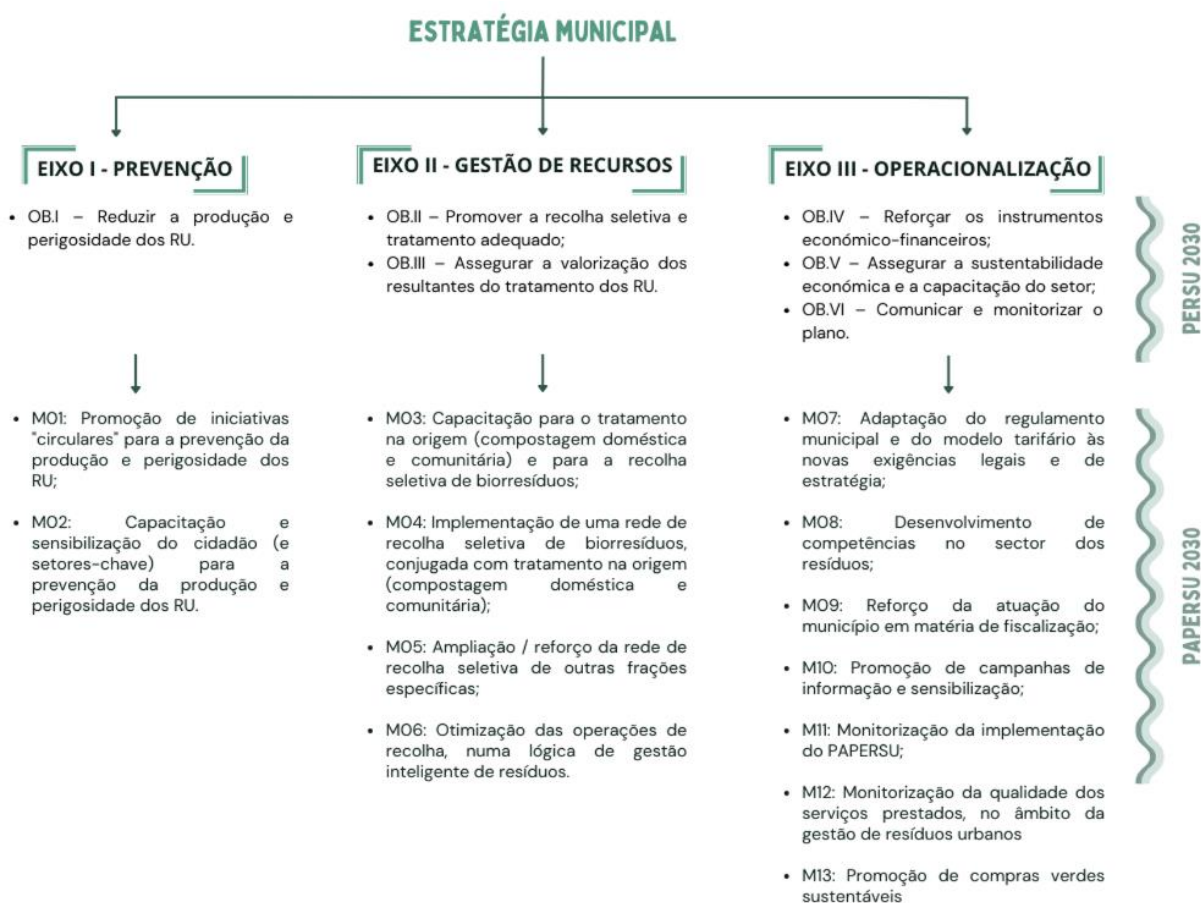 ESTRATÉGIA MUNICIPAL
EIXO I - PREVENÇÃO
• OB.I – Reduzir a produção e
perigosidade dos RU.
• M01: Promoção de iniciativas
"circulares" para a prevenção da
produção e perigosidade dos
RU;
• M02: Capacitação e
sensibilização do cidadão (e
setores-chave) para a
prevenção da produção e
perigosidade dos RU.
EIXO II - GESTÃO DE RECURSOS
• OB.II – Promover a recolha seletiva e
tratamento adequado;
• OB.III – Assegurar a valorização dos
resultantes do tratamento dos RU.
• M03: Capacitação para o tratamento
na origem (compostagem doméstica
e comunitária) e para a recolha
seletiva de biorresíduos;
• M04: Implementação de uma rede de
recolha seletiva de biorresíduos,
conjugada com tratamento na origem
(compostagem doméstica e
comunitária);
• M05: Ampliação / reforço da rede de
recolha seletiva de outras frações
específicas;
• M06: Otimização das operações de
recolha, numa lógica de gestão
inteligente de resíduos.
EIXO III - OPERACIONALIZAÇÃO
• OB.IV – Reforçar os instrumentos
económico-financeiros;
• OB.V – Assegurar a sustentabilidade
económica e a capacitação do setor;
• OB.VI – Comunicar e monitorizar o
plano.
• M07: Adaptação do regulamento
municipal e do modelo tarifário às
novas exigências legais e de
estratégia;
• M08: Desenvolvimento de
competências no sector dos
resíduos;
• M09: Reforço da atuação do
município em matéria de fiscalização;
• M10: Promoção de campanhas de
informação e sensibilização;
• M11: Monitorização da implementação
do PAPERSU;
• M12: Monitorização da qualidade dos
serviços prestados, no âmbito da
gestão de resíduos urbanos
• M13: Promoção de compras verdes
sustentáveis
PERSU 2030
PAPERSU 2030